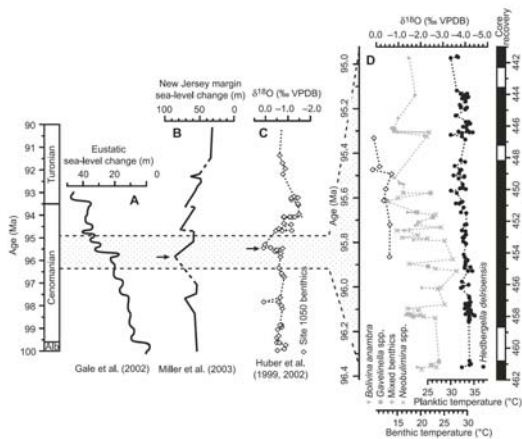 New Jersey margin
sea-level change (m)
100 50 0
δ¹⁸O (‰ VPDB)
0.0 -1.0 -2.0
δ¹⁸O (‰ VPDB)
0.0 -1.0 -2.0 -3.0 -4.0 -5.0
Core
recovery
Eustatic
sea-level change (m)
40 20 0
A
B
C
D
Age (Ma)
90
91
92
93
94
95
96
97
98
99
100
Turonian
Cenomanian
Alb
Gale et al. (2002)
Miller et al. (2003)
Huber et al.
(1999, 2002)
Site 1050 benthics
Age (Ma)
95.0
95.2
95.4
95.6
95.8
96.0
96.2
96.4
442
444
446
448
450
452
454
456
458
460
462
Bolivina anambra
Gavelinella spp.
Mixed benthics
Neobulimina spp.
Hedbergella delrioensis
25 30 35
Planktic temperature (°C)
15 20 25 30
Benthic temperature (°C)